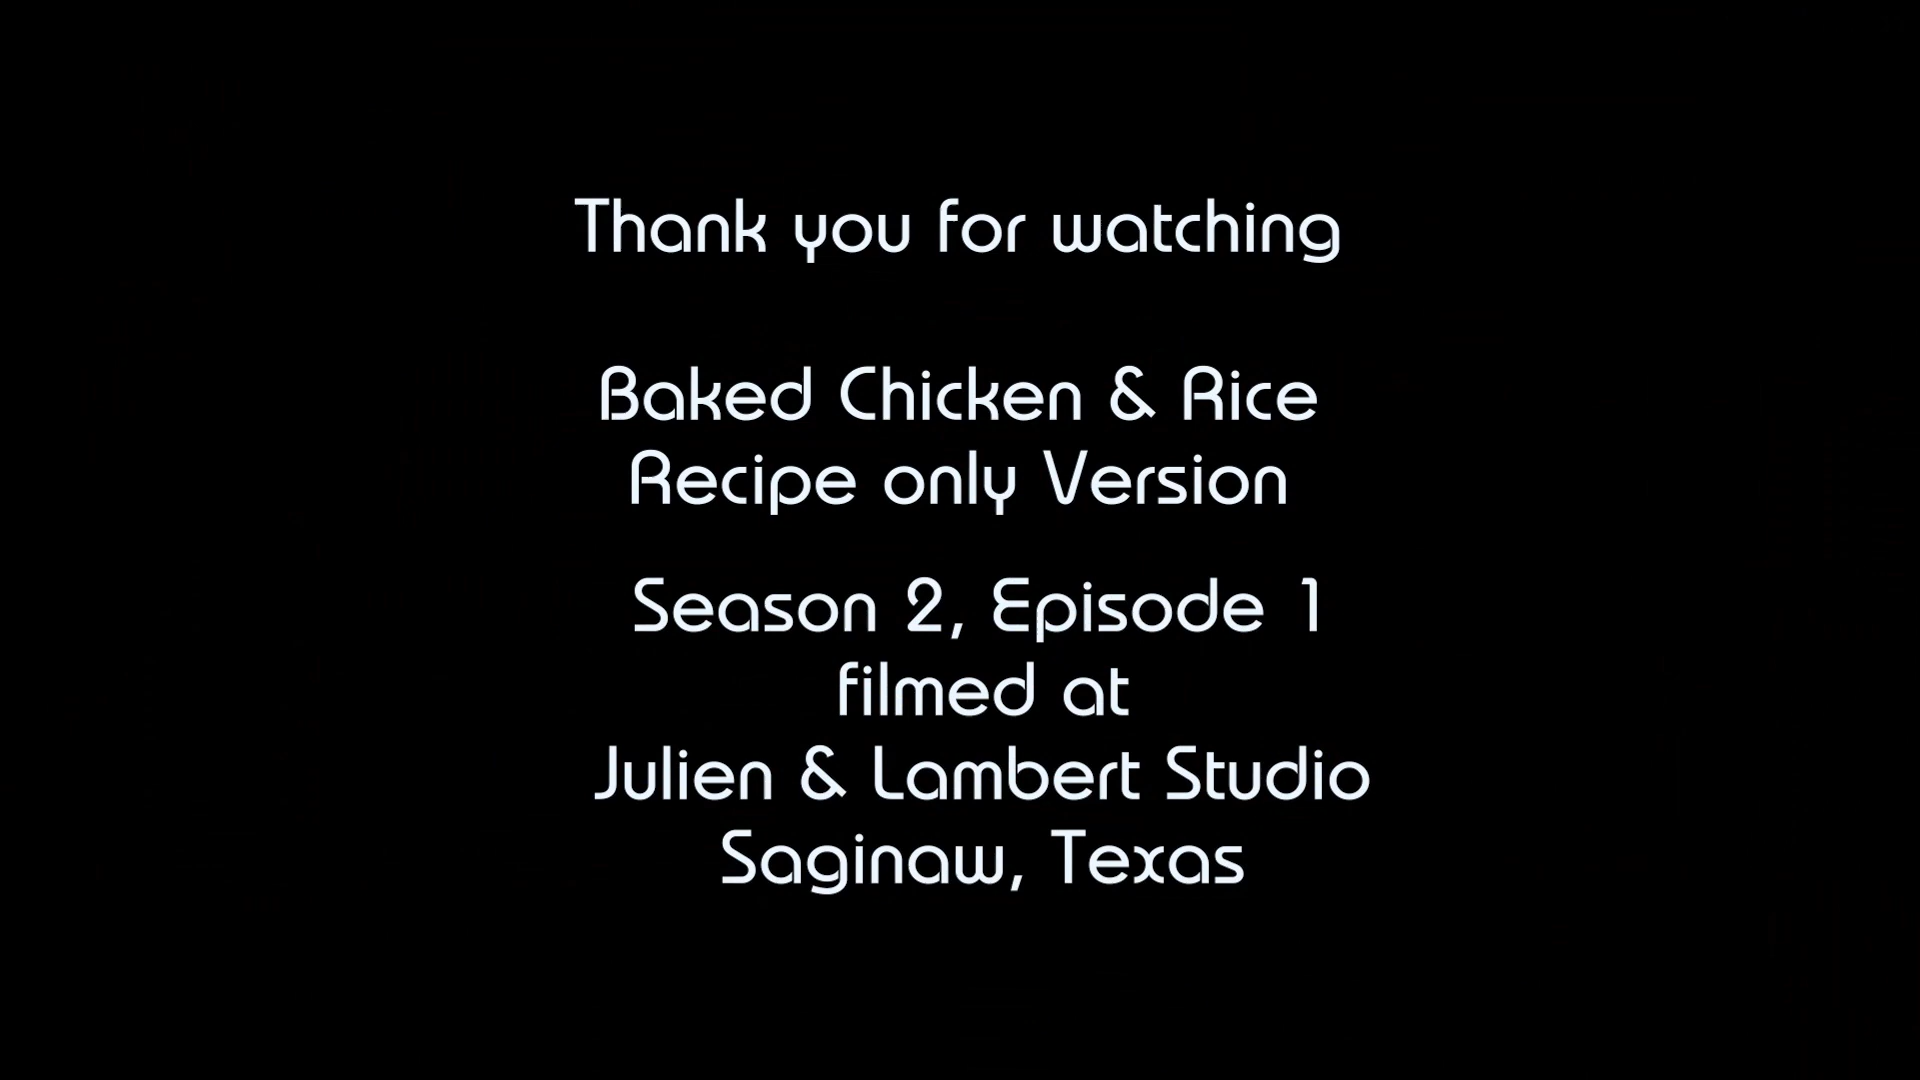 Thank you for watching
Baked Chicken & Rice
Recipe only Version
Season 2, Episode 1
filmed at
Julien & Lambert Studio
Saginaw, Texas